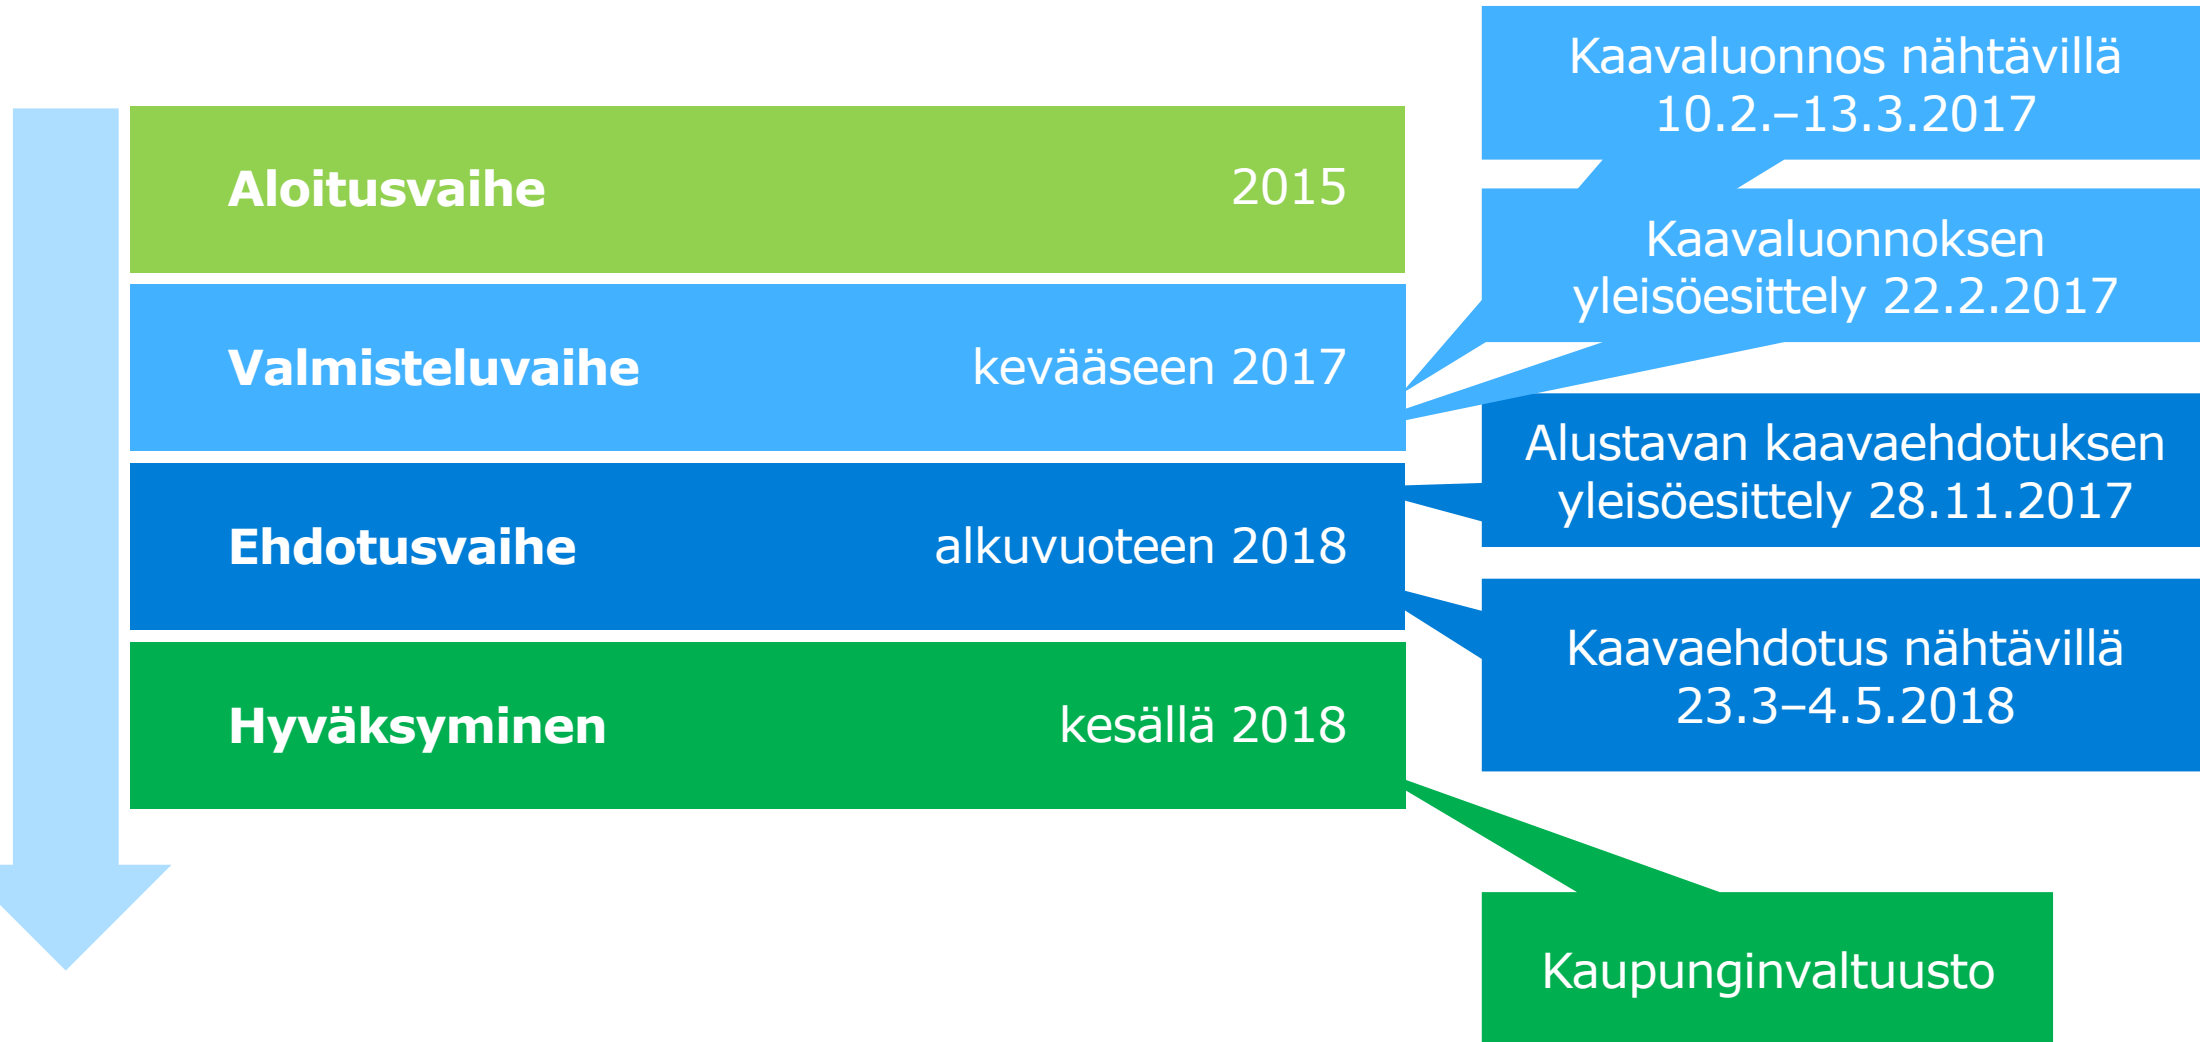 Aloitusvaihe 2015
Valmisteluvaihe kevääseen 2017
Ehdotusvaihe alkuvuoteen 2018
Hyväksyminen kesällä 2018
Kaavaluonnos nähtävillä
10.2.–13.3.2017
Kaavaluonnoksen
yleisöesittely 22.2.2017
Alustavan kaavaehdotuksen
yleisöesittely 28.11.2017
Kaavaehdotus nähtävillä
23.3–4.5.2018
Kaupunginvaltuusto